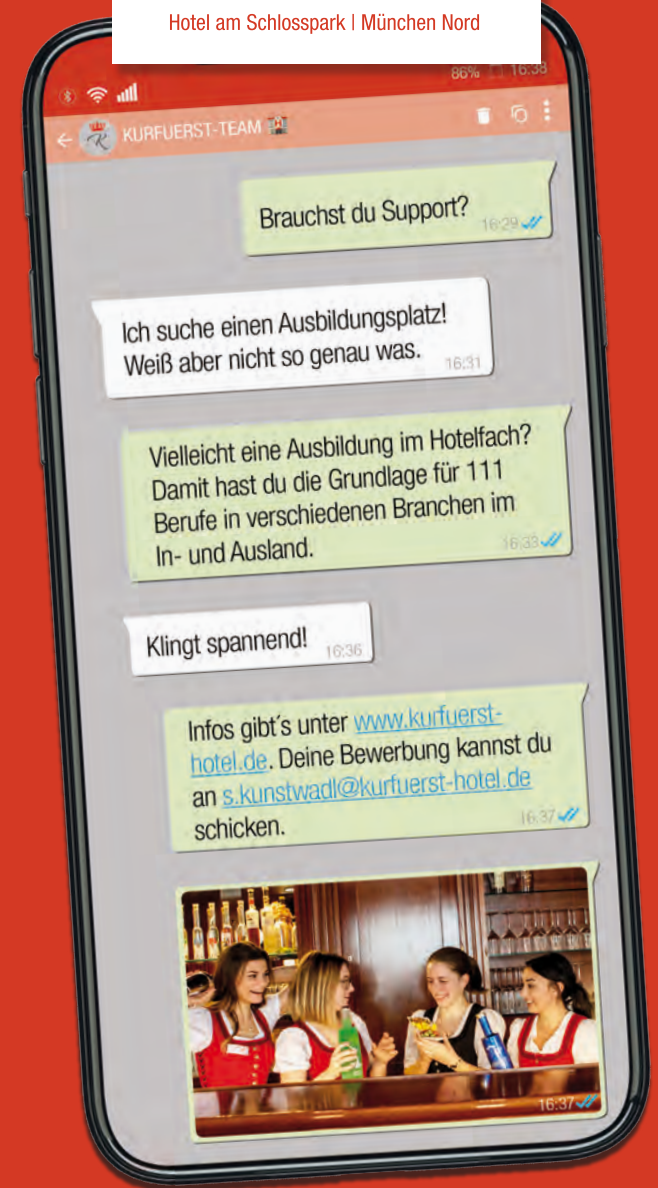 Hotel am Schlosspark | München Nord
86% 16:38
KURFUERST-TEAM
Brauchst du Support?
16:29
Ich suche einen Ausbildungsplatz!
Weiß aber nicht so genau was.
16:31
Vielleicht eine Ausbildung im Hotelfach?
Damit hast du die Grundlage für 111
Berufe in verschiedenen Branchen im
In- und Ausland.
16:33
Klingt spannend!
16:36
Infos gibt´s unter www.kurfuerst-
hotel.de. Deine Bewerbung kannst du
an s.kunstwadl@kurfuerst-hotel.de
schicken.
16:37
16:37